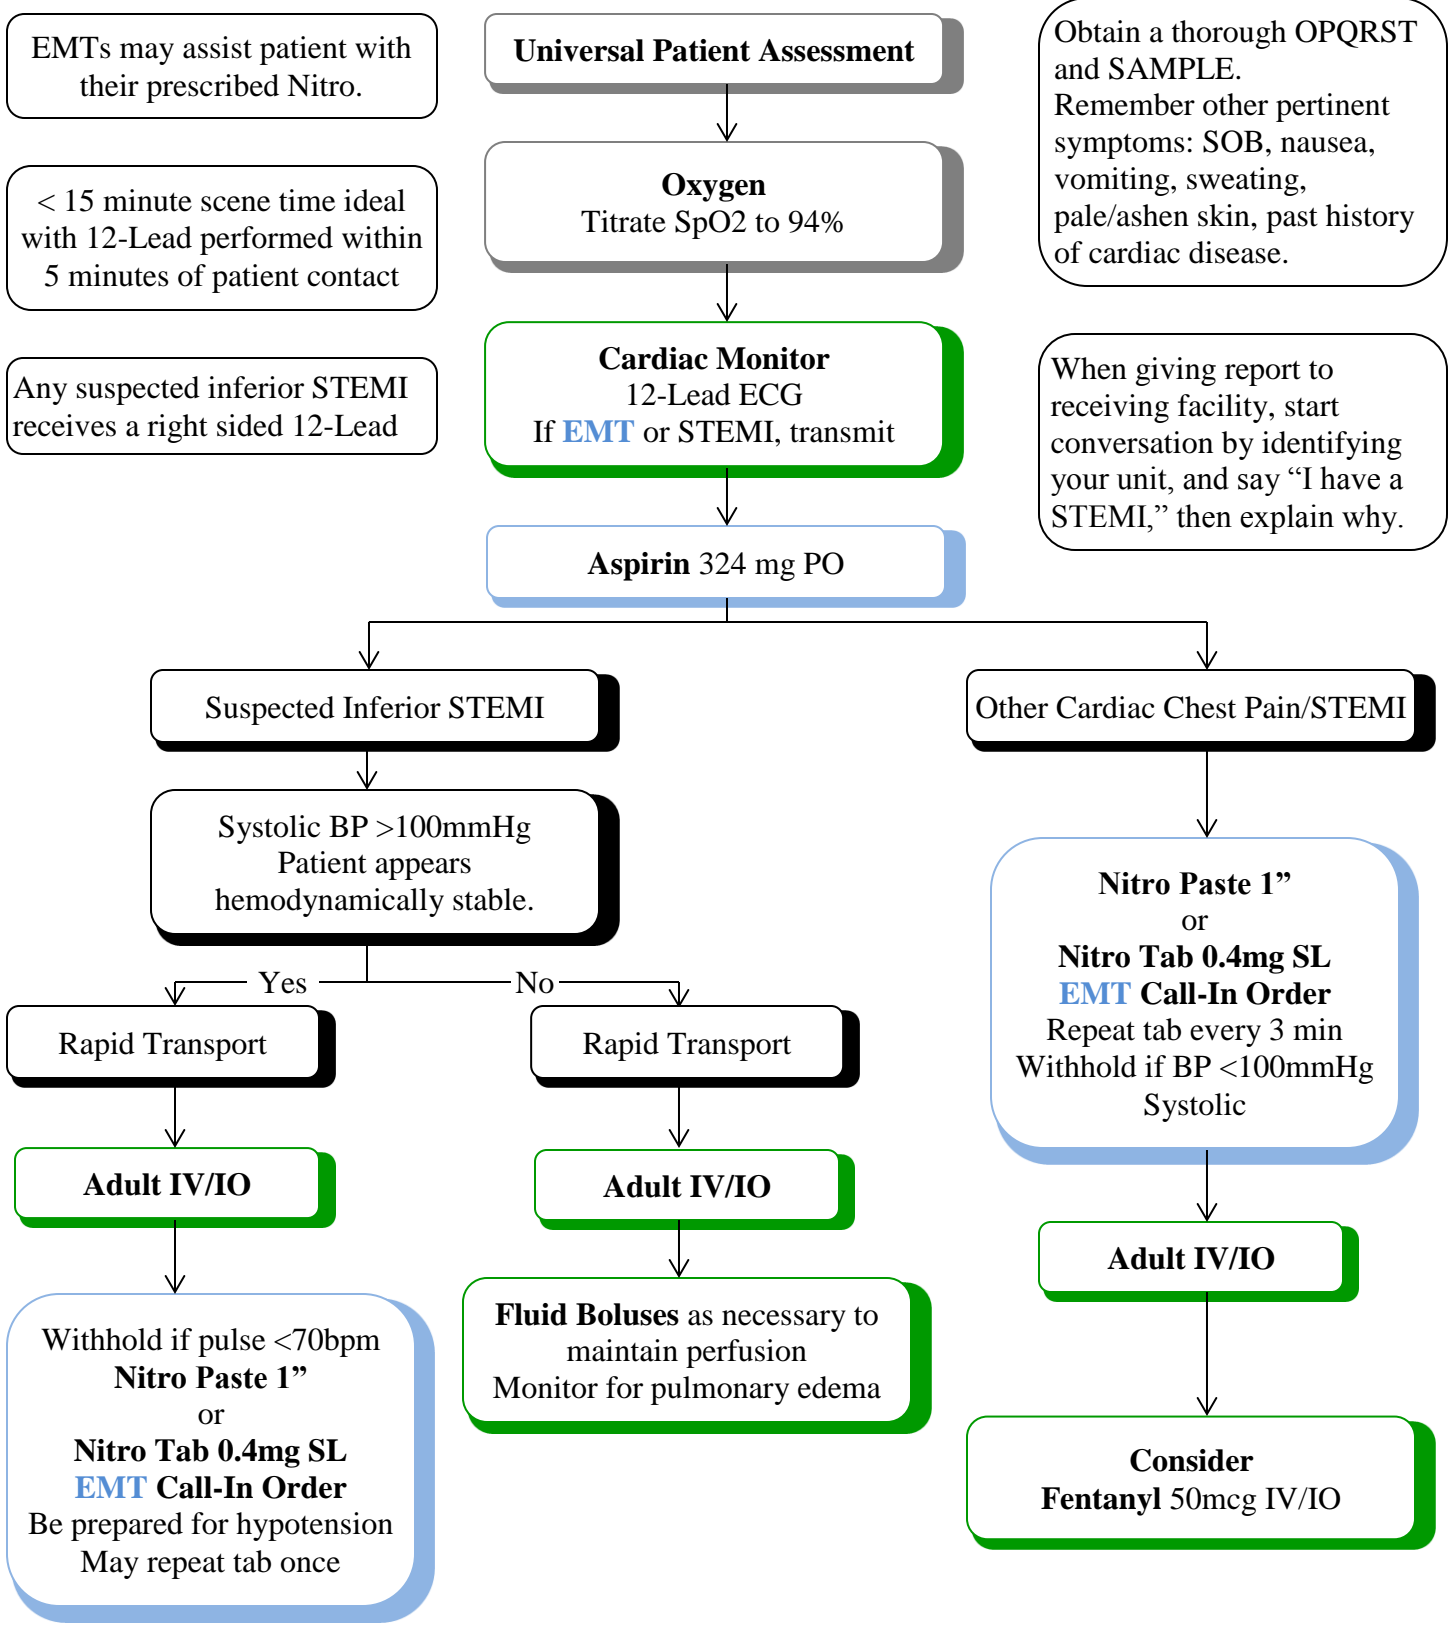 EMTs may assist patient with
their prescribed Nitro.
< 15 minute scene time ideal
with 12-Lead performed within
5 minutes of patient contact
Any suspected inferior STEMI
receives a right sided 12-Lead
Universal Patient Assessment
Oxygen
Titrate SpO2 to 94%
Cardiac Monitor
12-Lead ECG
If EMT or STEMI, transmit
Aspirin 324 mg PO
Obtain a thorough OPQRST
and SAMPLE.
Remember other pertinent
symptoms: SOB, nausea,
vomiting, sweating,
pale/ashen skin, past history
of cardiac disease.
When giving report to
receiving facility, start
conversation by identifying
your unit, and say “I have a
STEMI,” then explain why.
Suspected Inferior STEMI
Systolic BP >100mmHg
Patient appears
hemodynamically stable.
Yes
No
Rapid Transport
Adult IV/IO
Withhold if pulse <70bpm
Nitro Paste 1”
or
Nitro Tab 0.4mg SL
EMT Call-In Order
Be prepared for hypotension
May repeat tab once
Rapid Transport
Adult IV/IO
Fluid Boluses as necessary to
maintain perfusion
Monitor for pulmonary edema
Other Cardiac Chest Pain/STEMI
Nitro Paste 1”
or
Nitro Tab 0.4mg SL
EMT Call-In Order
Repeat tab every 3 min
Withhold if BP <100mmHg
Systolic
Adult IV/IO
Consider
Fentanyl 50mcg IV/IO